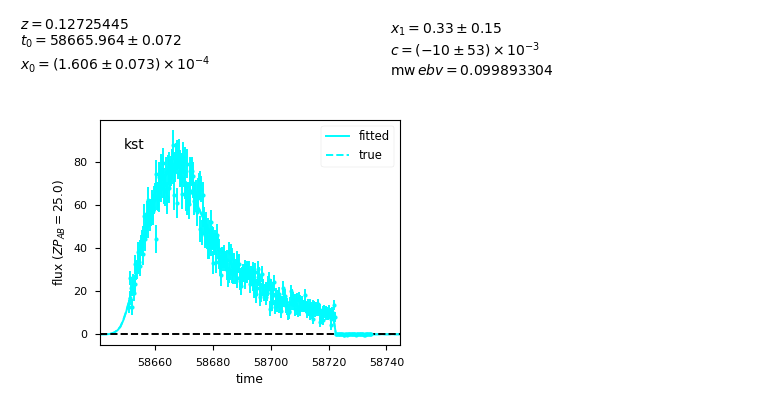 z = 0.12725445
t₀ = 58665.964 ± 0.072
x₀ = (1.606 ± 0.073) × 10⁻⁴
x₁ = 0.33 ± 0.15
c = (−10 ± 53) × 10⁻³
mw ebv = 0.099893304
kst
fitted
true
flux (ZP_AB = 25.0)
80
60
40
20
0
58660 58680 58700 58720 58740
time